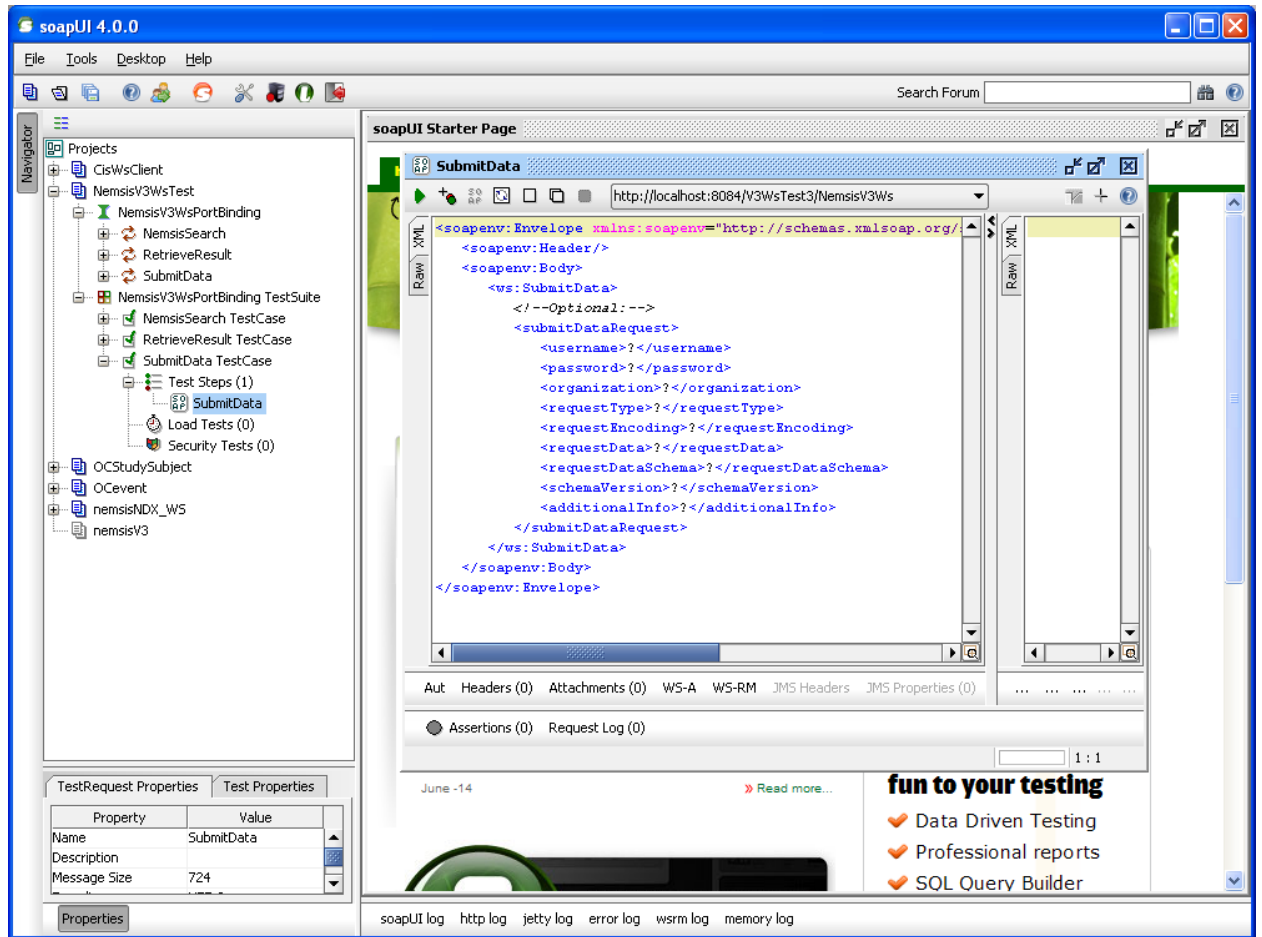 soapUI 4.0.0
File Tools Desktop Help
Search Forum
Navigator
Projects
CisWsClient
NemsisV3WsTest
NemsisV3WsPortBinding
NemsisSearch
RetrieveResult
SubmitData
NemsisV3WsPortBinding TestSuite
NemsisSearch TestCase
RetrieveResult TestCase
SubmitData TestCase
Test Steps (1)
SubmitData
Load Tests (0)
Security Tests (0)
OCStudySubject
OCevent
nemsisNDX_WS
nemsisV3
TestRequest Properties Test Properties
Property Value
Name SubmitData
Description
Message Size 724
Properties
soapUI Starter Page
SubmitData
http://localhost:8084/V3WsTest3/NemsisV3Ws
XML
Raw
<soapenv:Envelope xmlns:soapenv="http://schemas.xmlsoap.org/
<soapenv:Header/>
<soapenv:Body>
<ws:SubmitData>
<!--Optional:-->
<submitDataRequest>
<username>?</username>
<password>?</password>
<organization>?</organization>
<requestType>?</requestType>
<requestEncoding>?</requestEncoding>
<requestData>?</requestData>
<requestDataSchema>?</requestDataSchema>
<schemaVersion>?</schemaVersion>
<additionalInfo>?</additionalInfo>
</submitDataRequest>
</ws:SubmitData>
</soapenv:Body>
</soapenv:Envelope>
XML
Raw
Aut Headers (0) Attachments (0) WS-A WS-RM JMS Headers JMS Properties (0) ... ... ... ... ...
Assertions (0) Request Log (0)
1 : 1
June -14 » Read more...
fun to your testing
Data Driven Testing
Professional reports
SQL Query Builder
soapUI log http log jetty log error log wsrm log memory log